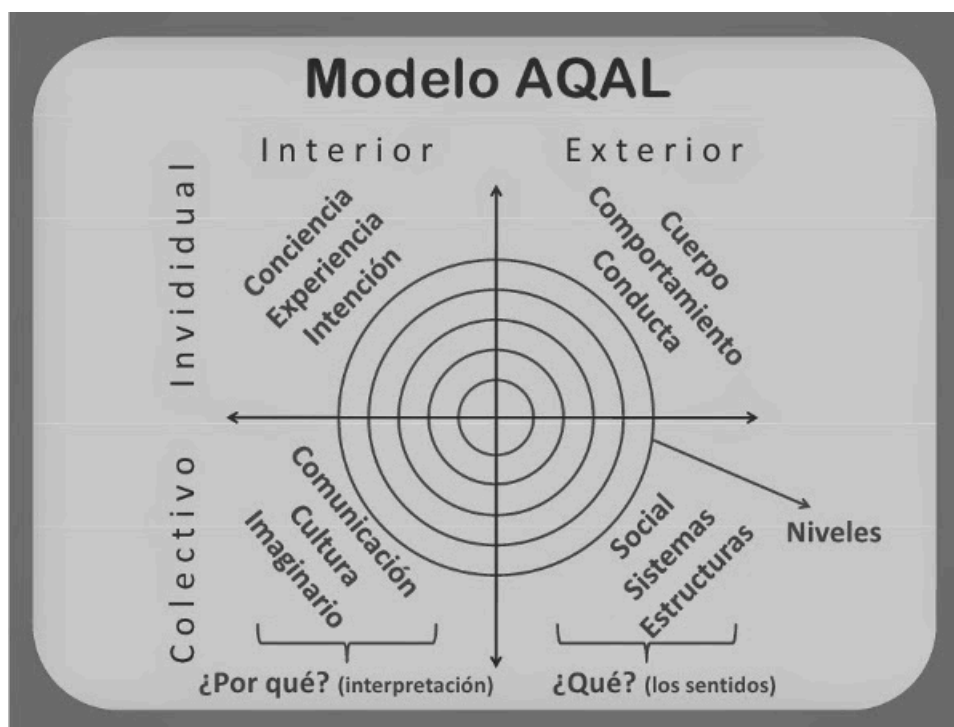 Modelo AQAL
Interior
Exterior
Invididual
Conciencia
Experiencia
Intención
Cuerpo
Comportamiento
Conducta
Colectivo
Comunicación
Cultura
Imaginario
Social
Sistemas
Estructuras
Niveles
¿Por qué? (interpretación)
¿Qué? (los sentidos)